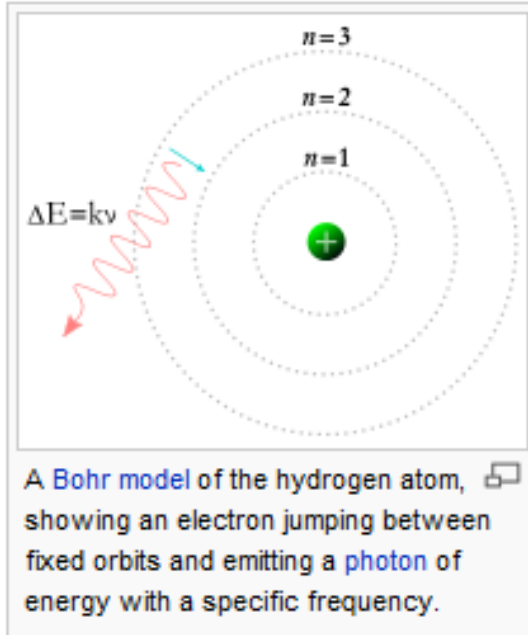 n=3
n=2
n=1
ΔE=kν
+
A Bohr model of the hydrogen atom,
showing an electron jumping between
fixed orbits and emitting a photon of
energy with a specific frequency.